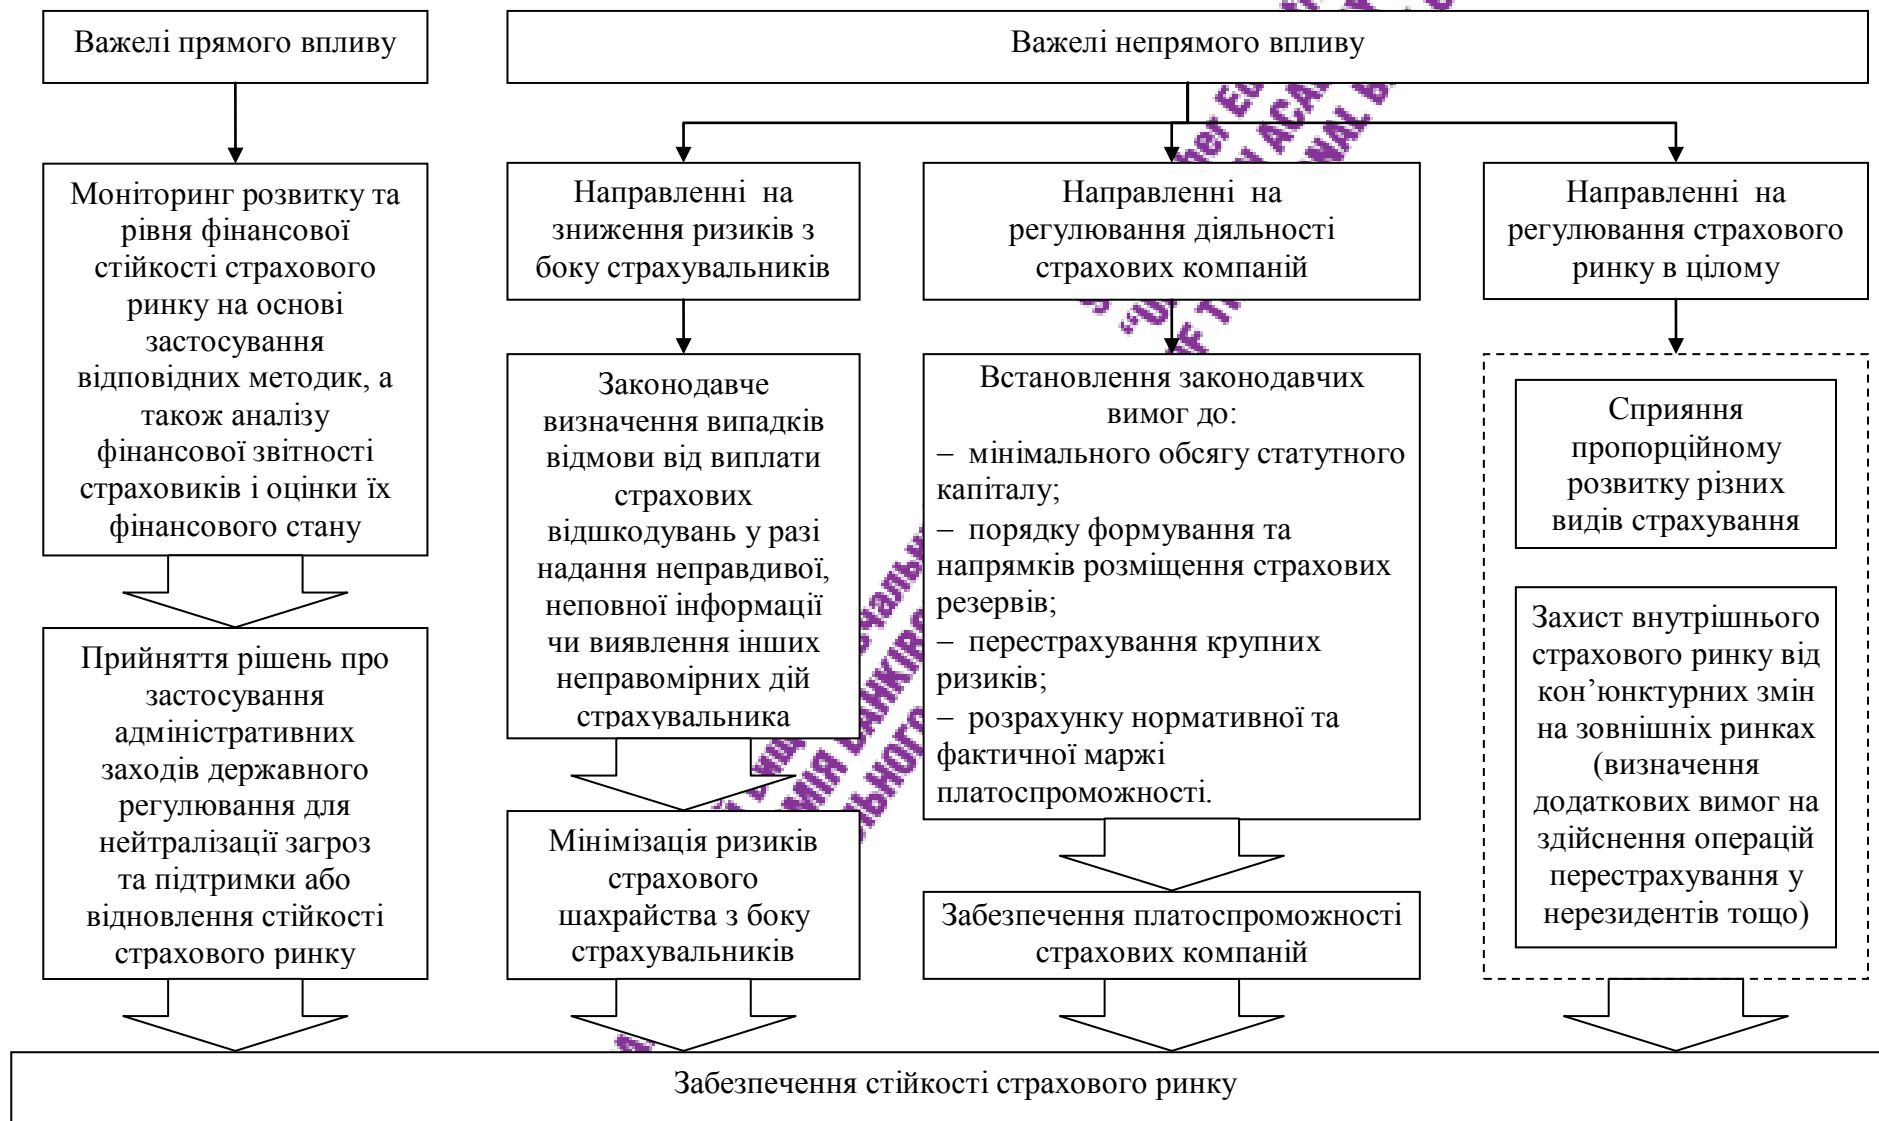 Важелі прямого впливу
Важелі непрямого впливу
Моніторинг розвитку та
рівня фінансової
стійкості страхового
ринку на основі
застосування
відповідних методик, а
також аналізу
фінансової звітності
страховиків і оцінки їх
фінансового стану
Прийняття рішень про
застосування
адміністративних
заходів державного
регулювання для
нейтралізації загроз
та підтримки або
відновлення стійкості
страхового ринку
Направленні на
зниження ризиків з
боку страхувальників
Законодавче
визначення випадків
відмови від виплати
страхових
відшкодувань у разі
надання неправдивої,
неповної інформації
чи виявлення інших
неправомірних дій
страхувальника
Мінімізація ризиків
страхового
шахрайства з боку
страхувальників
Направленні на
регулювання діяльності
страхових компаній
Встановлення законодавчих
вимог до:
– мінімального обсягу статутного
капіталу;
– порядку формування та
напрямків розміщення страхових
резервів;
– перестрахування крупних
ризиків;
– розрахунку нормативної та
фактичної маржі
платоспроможності.
Забезпечення платоспроможності
страхових компаній
Направленні на
регулювання страхового
ринку в цілому
Сприяння
пропорційному
розвитку різних
видів страхування
Захист внутрішнього
страхового ринку від
кон’юнктурних змін
на зовнішніх ринках
(визначення
додаткових вимог на
здійснення операцій
перестрахування у
нерезидентів тощо)
Забезпечення стійкості страхового ринку